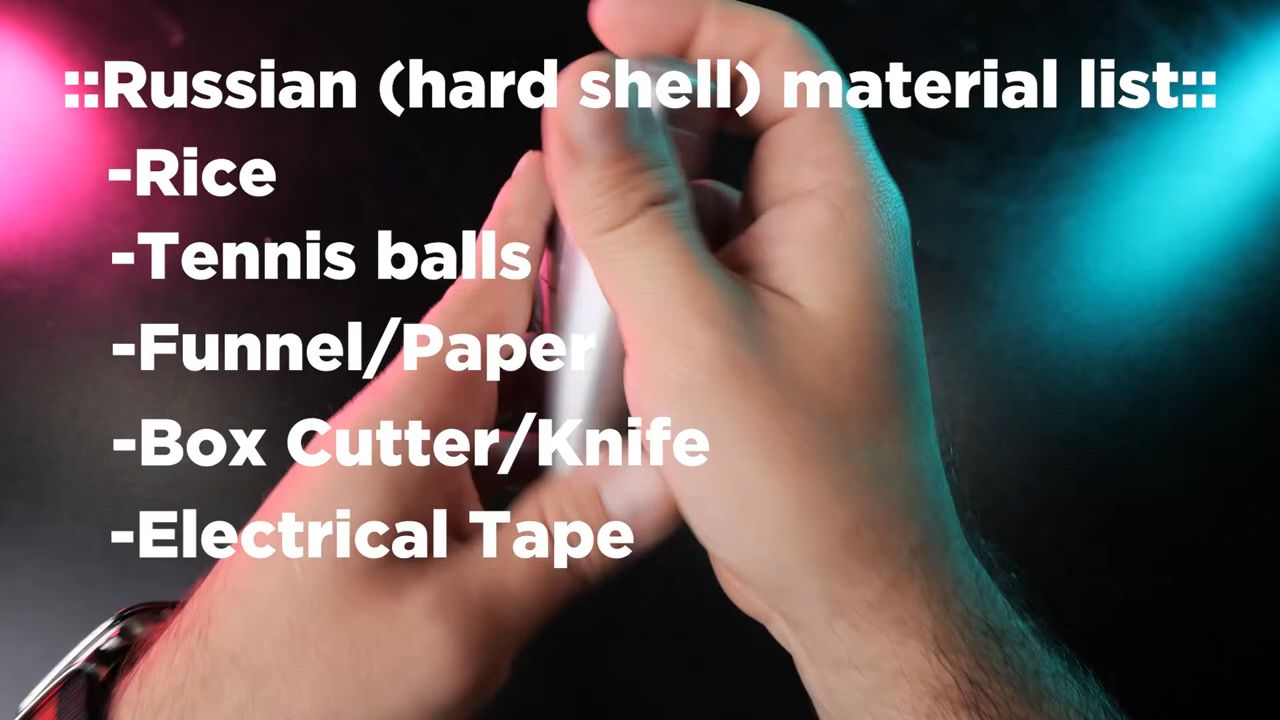 ::Russian (hard shell) material list::
-Rice
-Tennis balls
-Funnel/Paper
-Box Cutter/Knife
-Electrical Tape